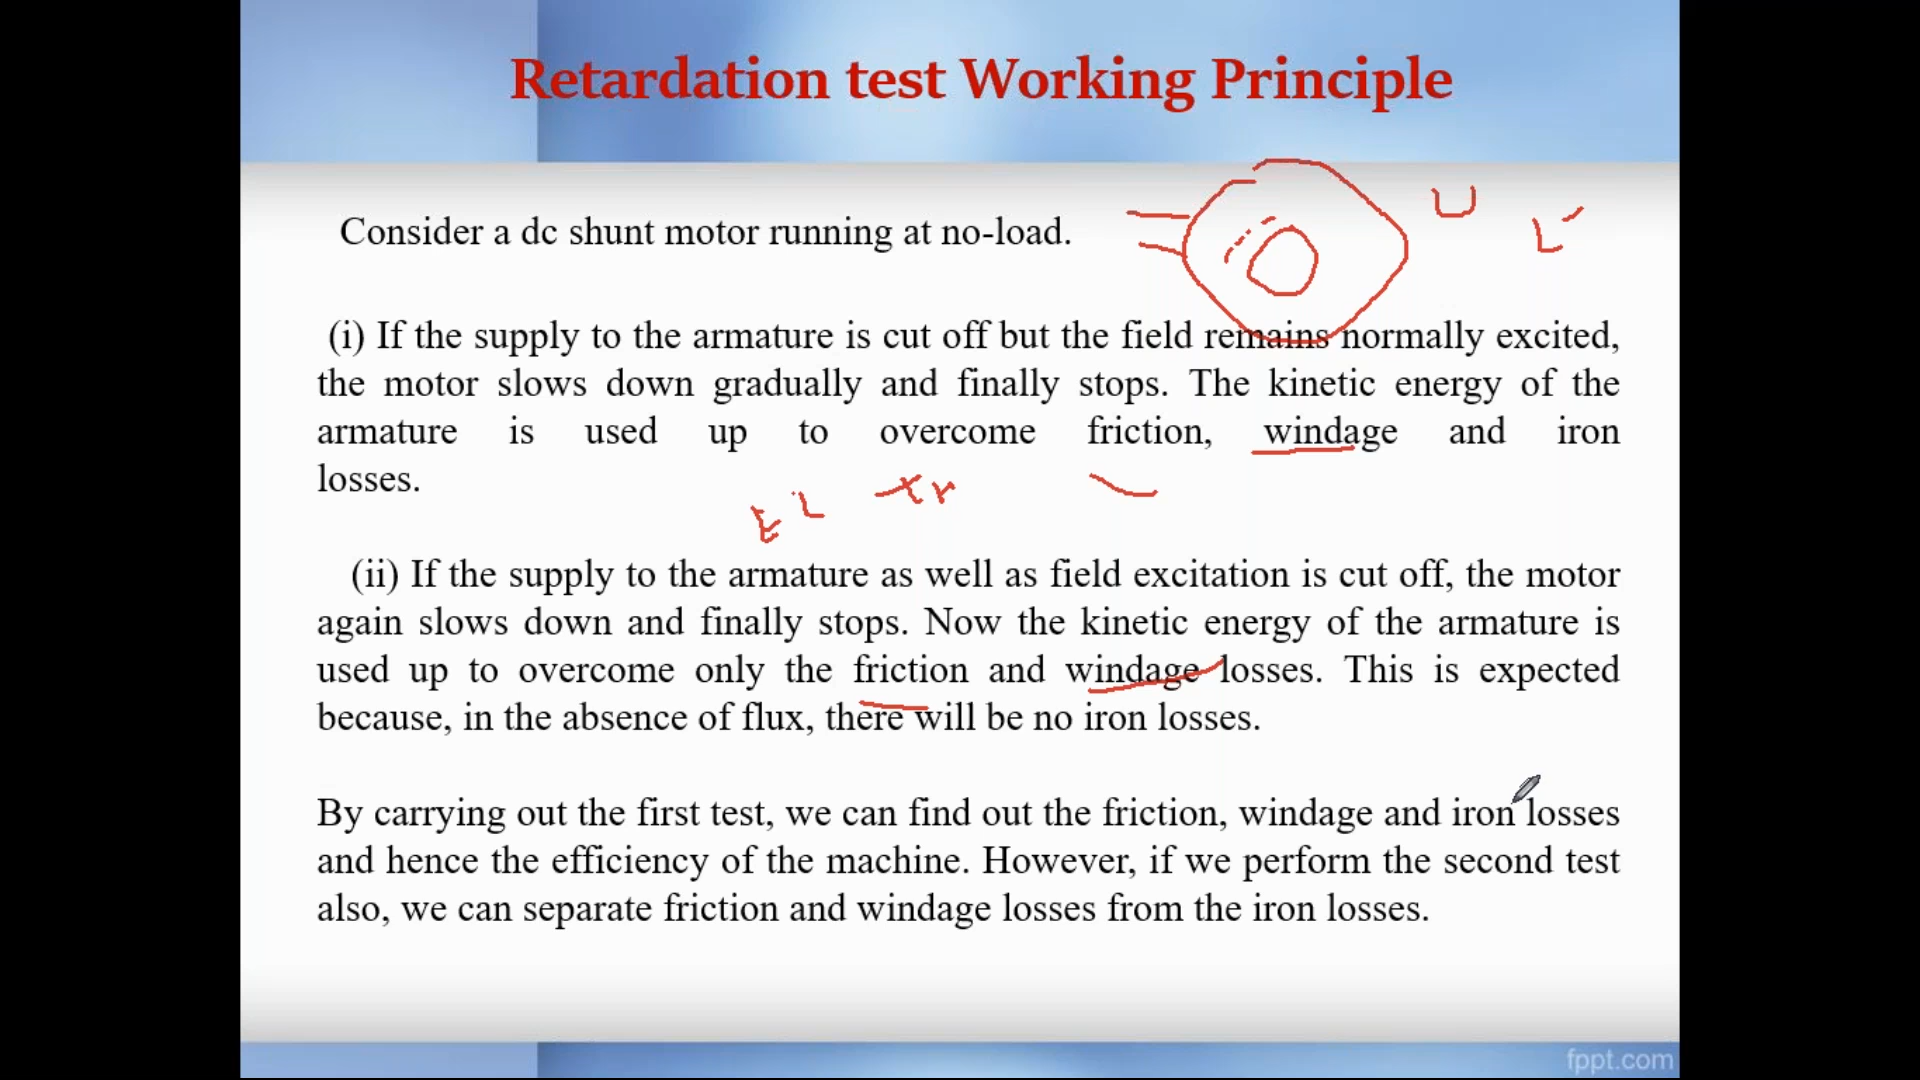 Retardation test Working Principle
Consider a dc shunt motor running at no-load.
(i) If the supply to the armature is cut off but the field remains normally excited,
the motor slows down gradually and finally stops. The kinetic energy of the
armature is used up to overcome friction, windage and iron
losses.
(ii) If the supply to the armature as well as field excitation is cut off, the motor
again slows down and finally stops. Now the kinetic energy of the armature is
used up to overcome only the friction and windage losses. This is expected
because, in the absence of flux, there will be no iron losses.
By carrying out the first test, we can find out the friction, windage and iron losses
and hence the efficiency of the machine. However, if we perform the second test
also, we can separate friction and windage losses from the iron losses.
fppt.com